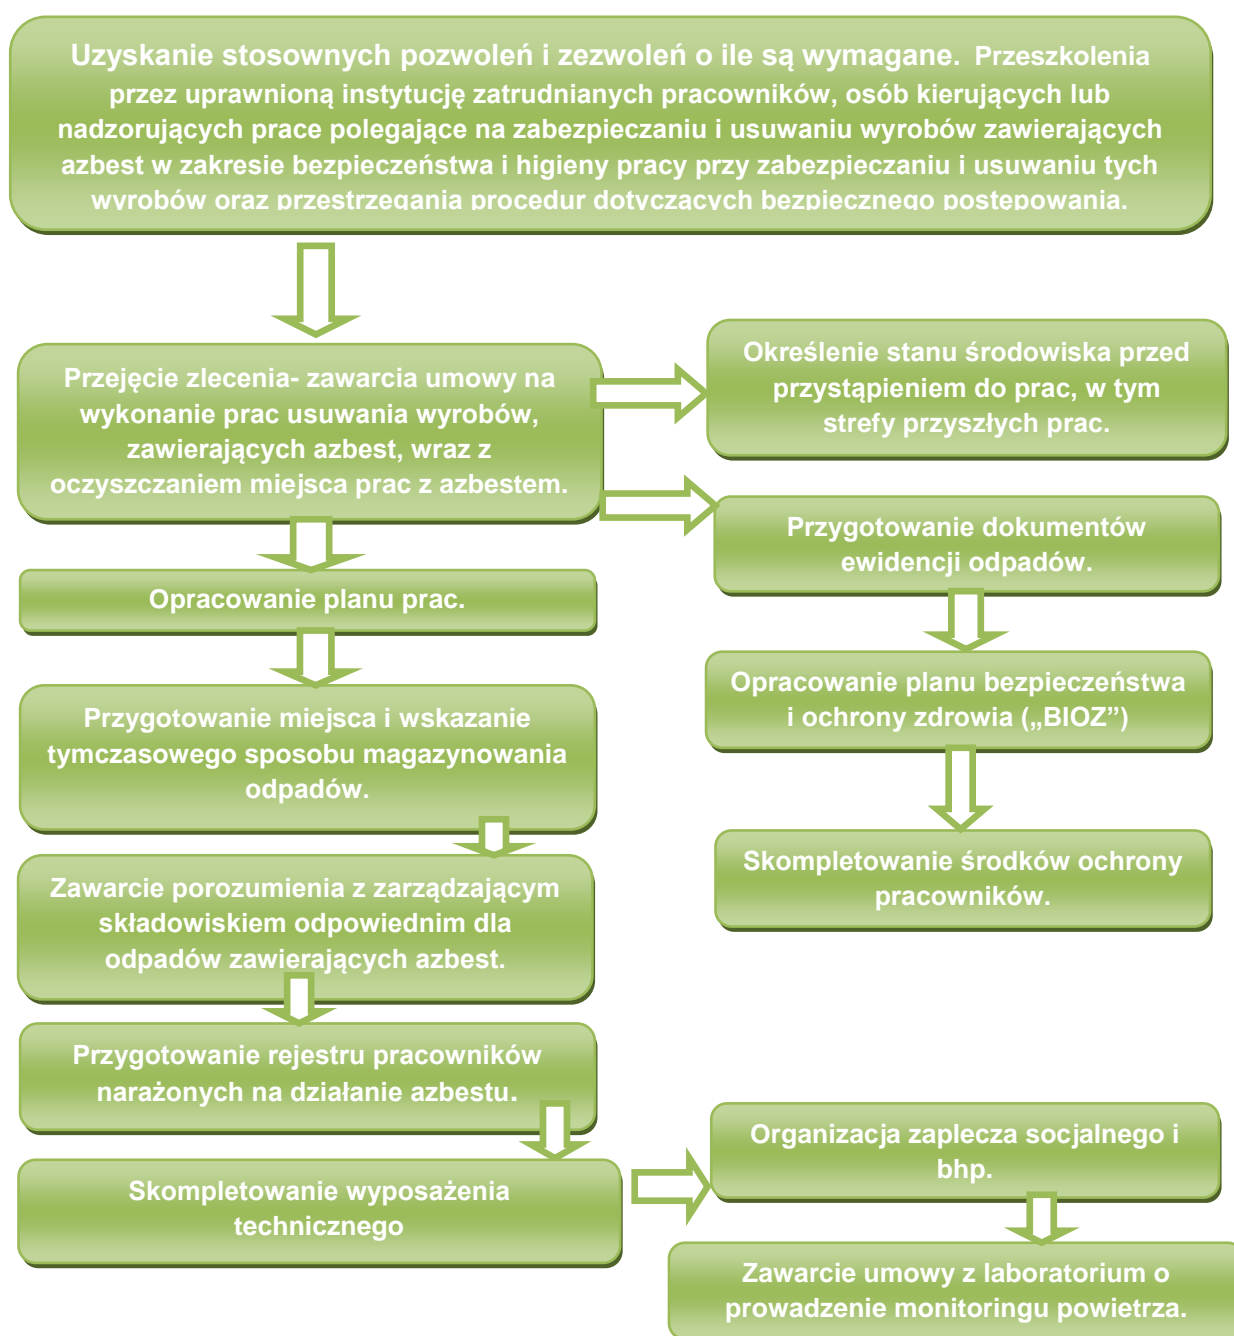 Uzyskanie stosownych pozwoleń i zezwoleń o ile są wymagane. Przeszkolenia
przez uprawnioną instytucję zatrudnianych pracowników, osób kierujących lub
nadzorujących prace polegające na zabezpieczaniu i usuwaniu wyrobów zawierających
azbest w zakresie bezpieczeństwa i higieny pracy przy zabezpieczaniu i usuwaniu tych
wyrobów oraz przestrzegania procedur dotyczących bezpiecznego postępowania.
Przejęcie zlecenia- zawarcia umowy na
wykonanie prac usuwania wyrobów,
zawierających azbest, wraz z
oczyszczaniem miejsca prac z azbestem.
Określenie stanu środowiska przed
przystąpieniem do prac, w tym
strefy przyszłych prac.
Przygotowanie dokumentów
ewidencji odpadów.
Opracowanie planu prac.
Opracowanie planu bezpieczeństwa
i ochrony zdrowia („BIOZ”)
Przygotowanie miejsca i wskazanie
tymczasowego sposobu magazynowania
odpadów.
Skompletowanie środków ochrony
pracowników.
Zawarcie porozumienia z zarządzającym
składowiskiem odpowiednim dla
odpadów zawierających azbest.
Przygotowanie rejestru pracowników
narażonych na działanie azbestu.
Skompletowanie wyposażenia
technicznego
Organizacja zaplecza socjalnego i
bhp.
Zawarcie umowy z laboratorium o
prowadzenie monitoringu powietrza.